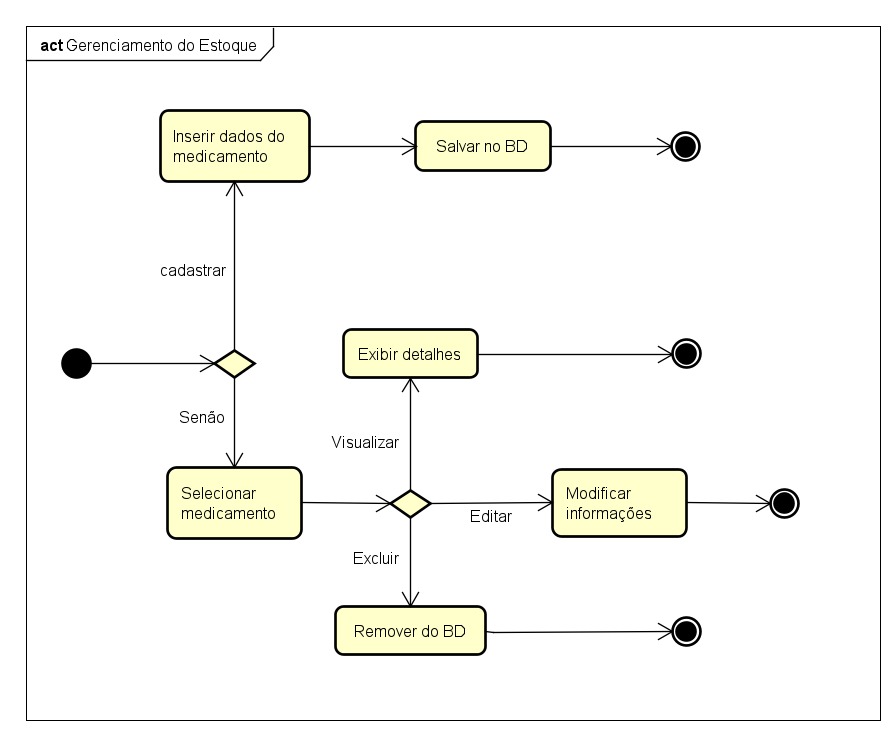 act Gerenciamento do Estoque
Inserir dados do
medicamento
Salvar no BD
cadastrar
Exibir detalhes
Senão
Visualizar
Selecionar
medicamento
Modificar
informações
Editar
Excluir
Remover do BD